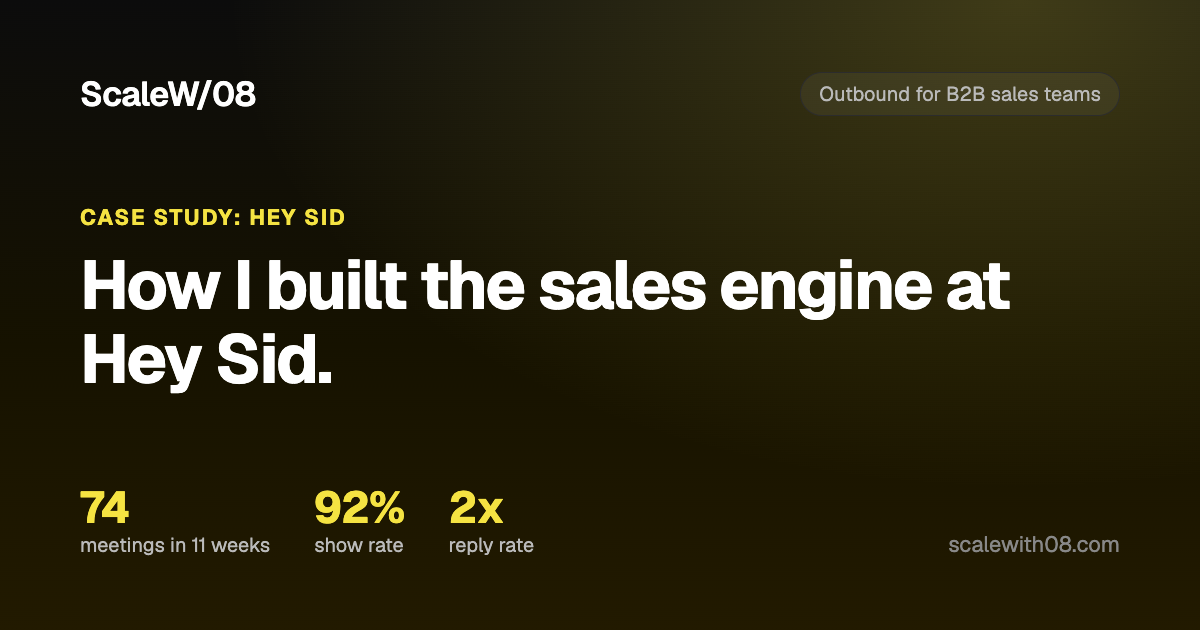 ScaleW/08
Outbound for B2B sales teams
CASE STUDY: HEY SID
How I built the sales engine at
Hey Sid.
74
meetings in 11 weeks
92%
show rate
2x
reply rate
scalewith08.com